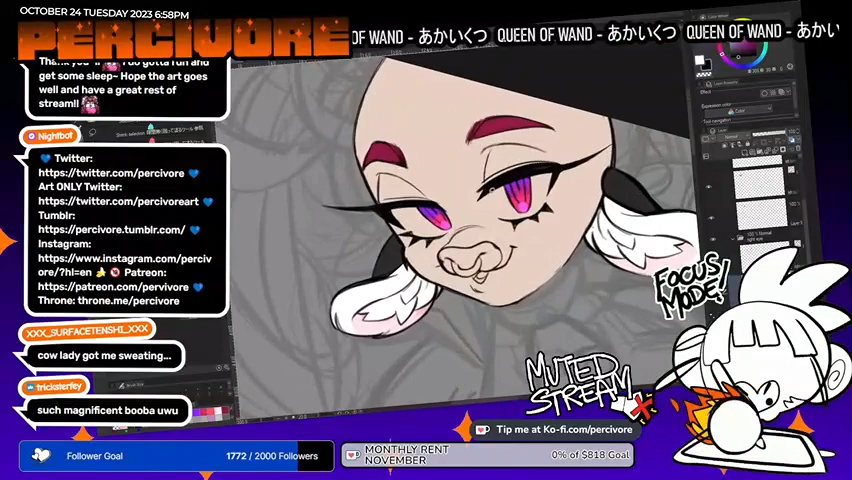 OCTOBER 24 TUESDAY 2023 6:58PM
PERCIVORE
OF WAND - あかいくつ QUEEN OF WAND - あかいくつ QUEEN OF WAND - あかい
and get some sleep~ Hope the art goes
well and have a great rest of
stream!!
Nightbot
Twitter:
https://twitter.com/percivore
Art ONLY Twitter:
https://twitter.com/percivoreart
Tumblr:
https://percivore.tumblr.com/
Instagram:
https://www.instagram.com/perciv
ore/?hl=en Patreon:
https://patreon.com/pervivore
Throne: throne.me/percivore
XXX_SURFACETENSHI_XXX
cow lady got me sweating...
tricksterfey
such magnificent booba uwu
FOCUS
MODE!
MUTED
STREAM
Tip me at Ko-fi.com/percivore
Follower Goal
1772 / 2000 Followers
MONTHLY RENT
NOVEMBER
0% of $818 Goal